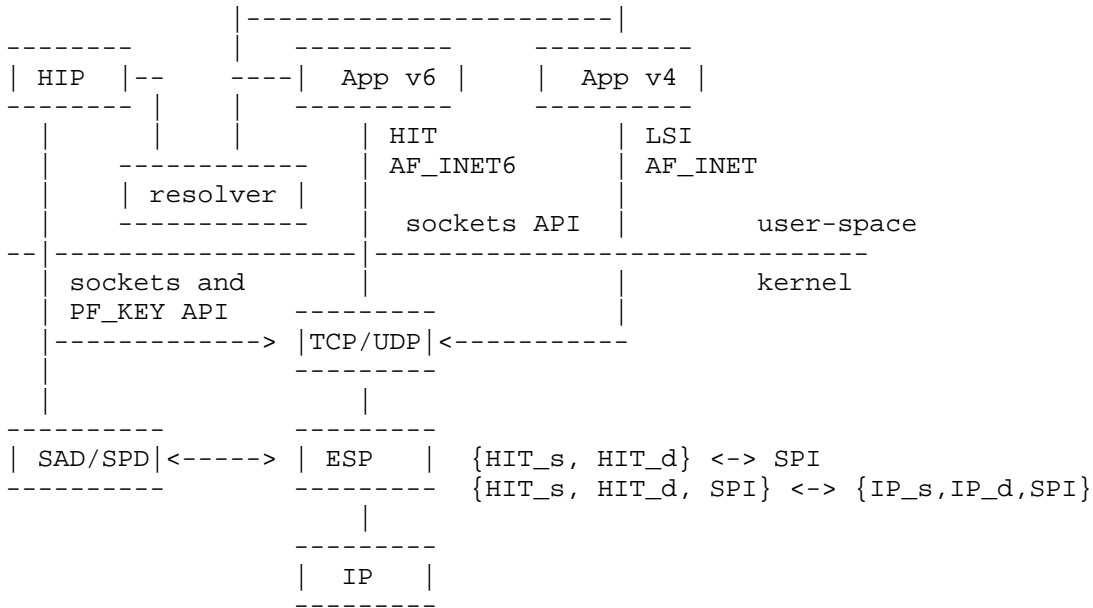 HIP App v6 App v4
HIT LSI
AF_INET6 AF_INET
resolver
sockets API user-space
sockets and kernel
PF_KEY API
TCP/UDP
SAD/SPD ESP {HIT_s, HIT_d} <-> SPI
{HIT_s, HIT_d, SPI} <-> {IP_s,IP_d,SPI}
IP